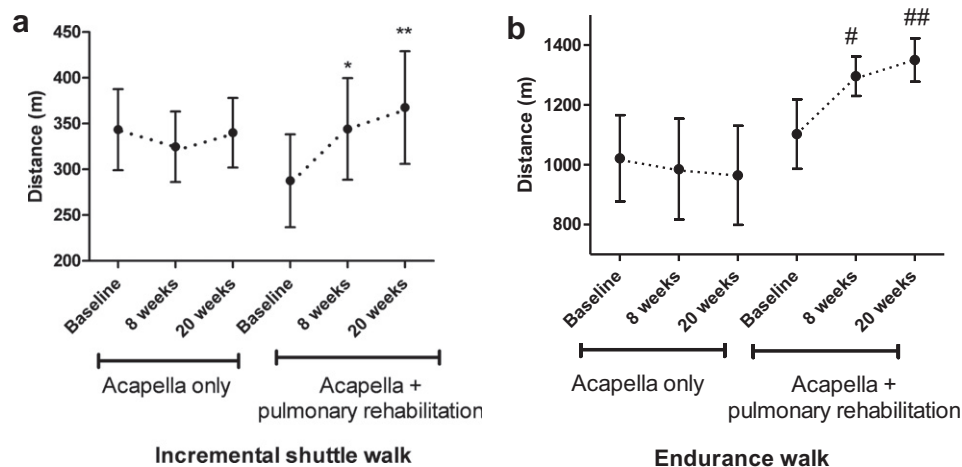 a
450
400
350
300
250
200
Distance (m)
*
**
Baseline
8 weeks
20 weeks
Baseline
8 weeks
20 weeks
Acapella only
Acapella +
pulmonary rehabilitation
Incremental shuttle walk
b
1400
1200
1000
800
Distance (m)
#
##
Baseline
8 weeks
20 weeks
Baseline
8 weeks
20 weeks
Acapella only
Acapella +
pulmonary rehabilitation
Endurance walk